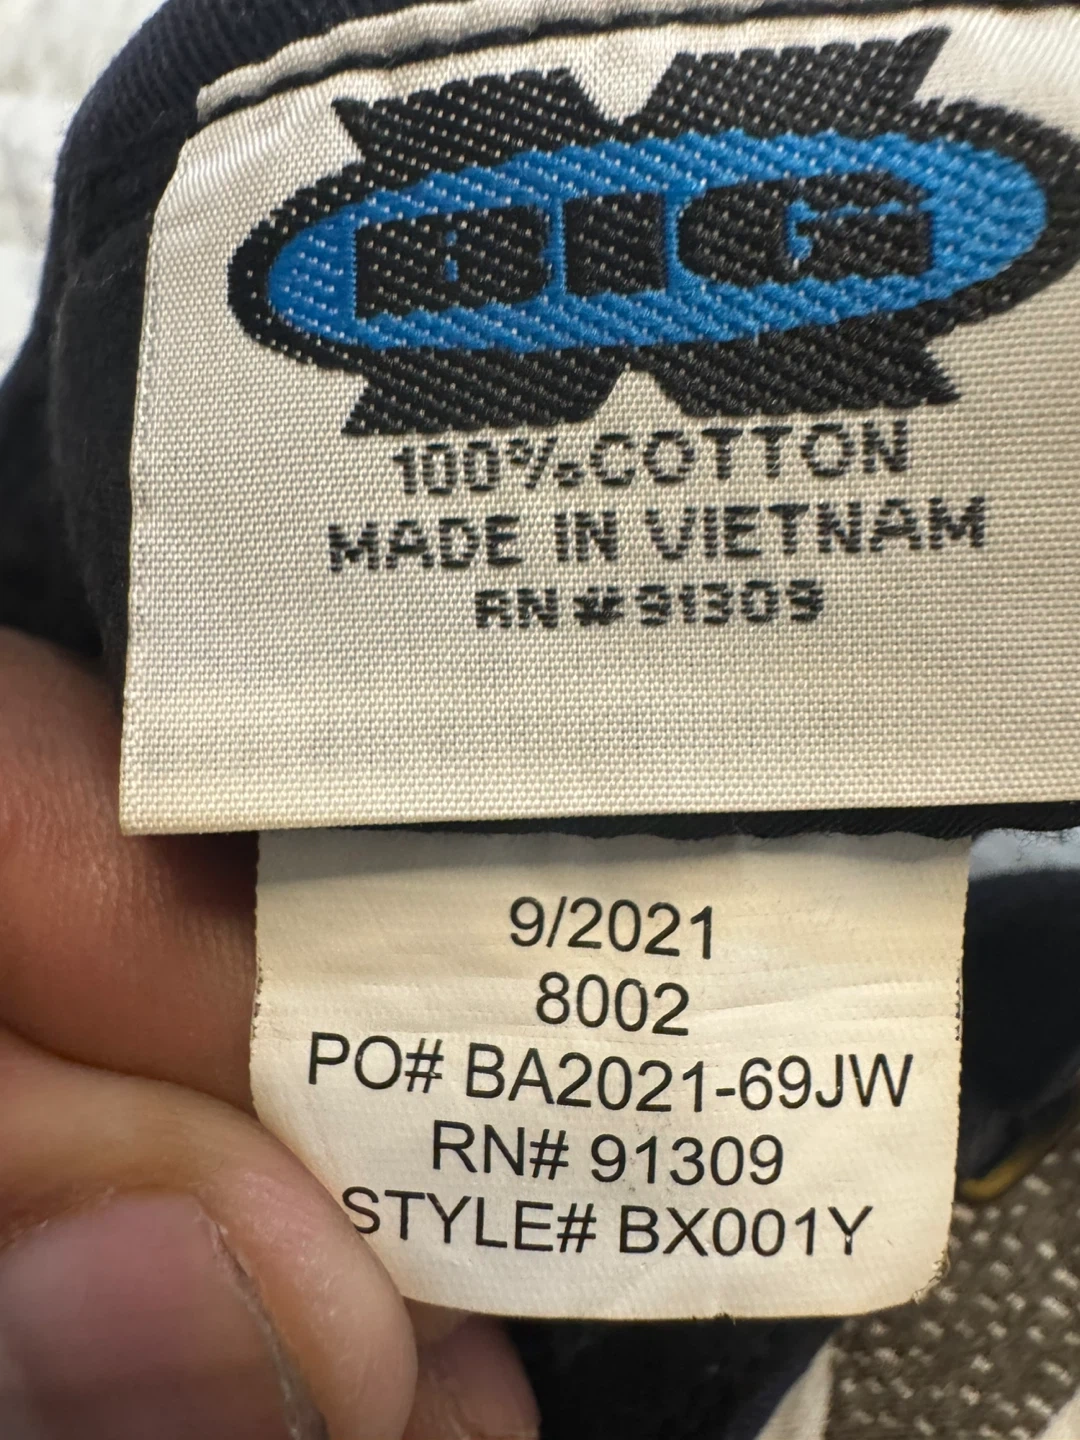 BIG
100% COTTON
MADE IN VIETNAM
RN#91309
9/2021
8002
PO# BA2021-69JW
RN# 91309
STYLE# BX001Y